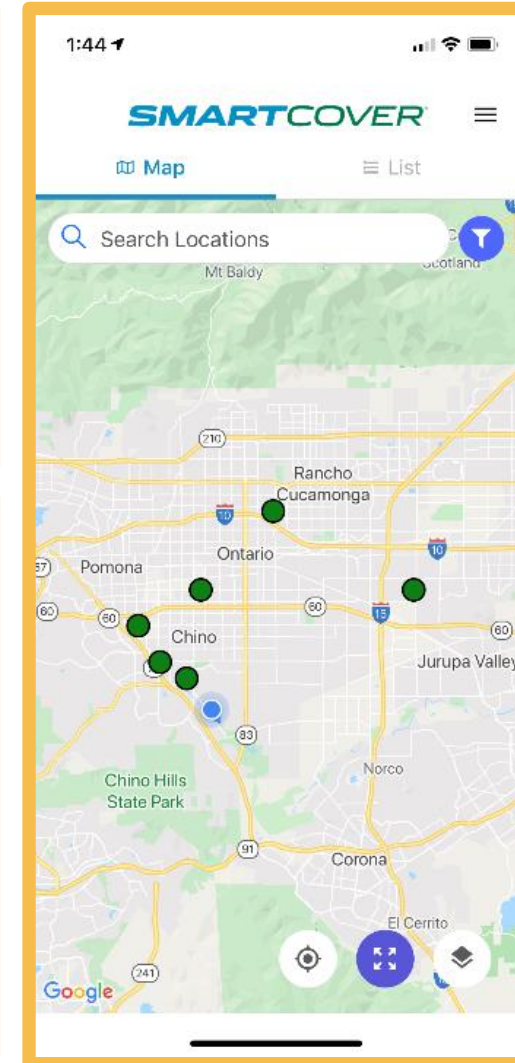 1:44
SMARTCOVER
Map
List
Search Locations
Mt Baldy
Scotland
210
Rancho
Cucamonga
10
Ontario
10
57
Pomona
60
60
60
15
60
Chino
Jurupa Valley
83
Norco
Chino Hills
State Park
91
Corona
El Cerrito
241
Google